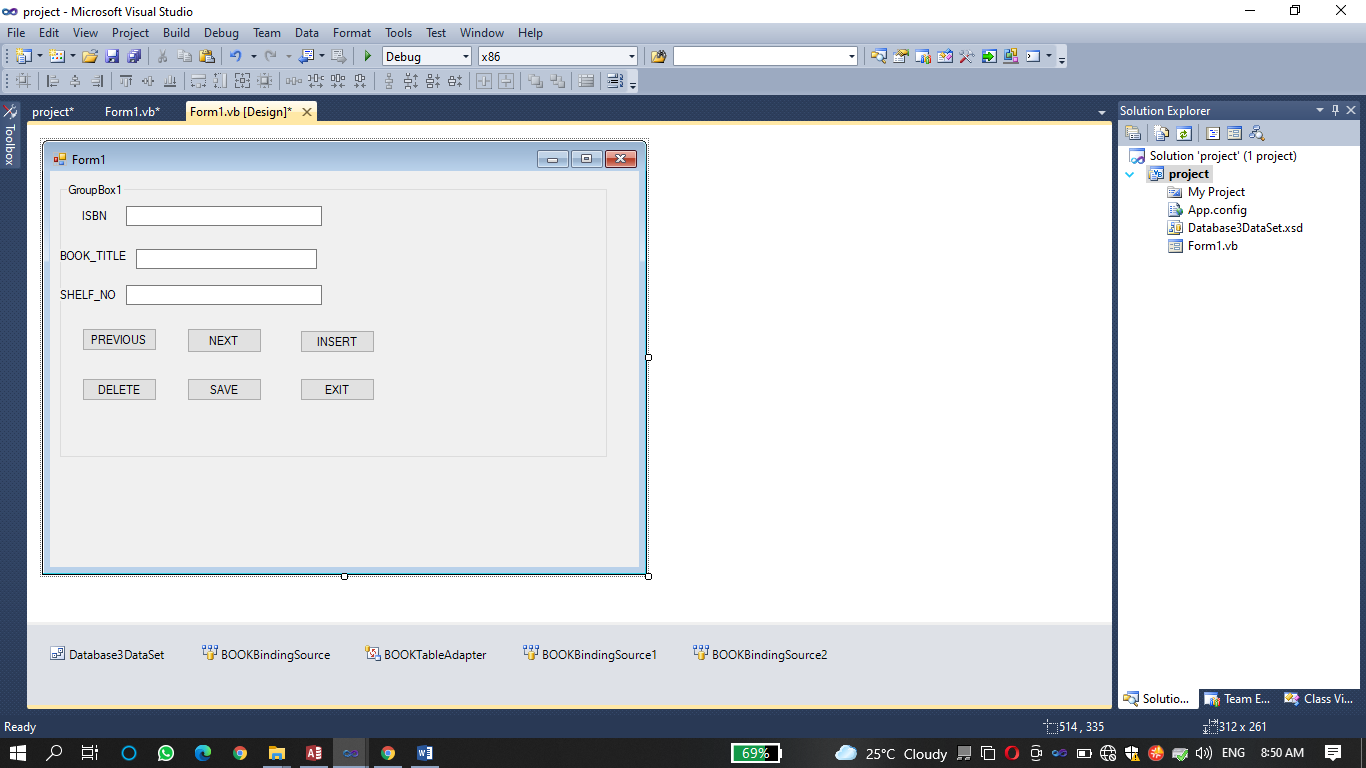 project - Microsoft Visual Studio
File Edit View Project Build Debug Team Data Format Tools Test Window Help
Debug x86
project* Form1.vb* Form1.vb [Design]*
Toolbox
Form1
GroupBox1
ISBN
BOOK_TITLE
SHELF_NO
PREVIOUS NEXT INSERT
DELETE SAVE EXIT
Database3DataSet BOOKBindingSource BOOKTableAdapter BOOKBindingSource1 BOOKBindingSource2
Solution Explorer
Solution 'project' (1 project)
project
My Project
App.config
Database3DataSet.xsd
Form1.vb
Solutio... Team E... Class Vi...
Ready 514 , 335 312 x 261
69% 25°C Cloudy ENG 8:50 AM